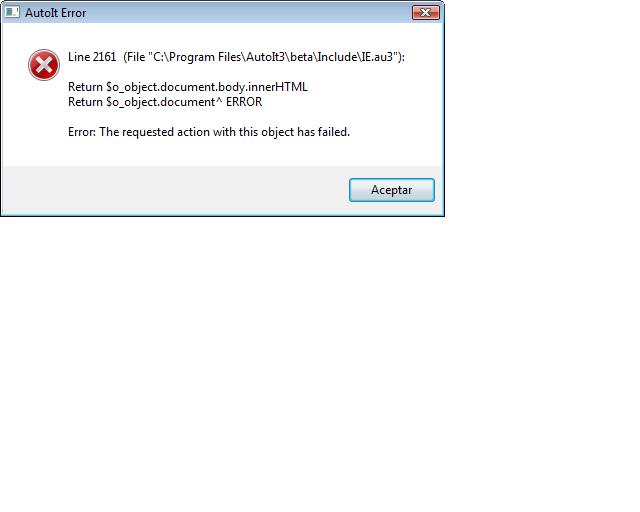 AutoIt Error
Line 2161  (File "C:\Program Files\AutoIt3\beta\Include\IE.au3"):
Return $o_object.document.body.innerHTML
Return $o_object.document^ ERROR
Error: The requested action with this object has failed.
Aceptar